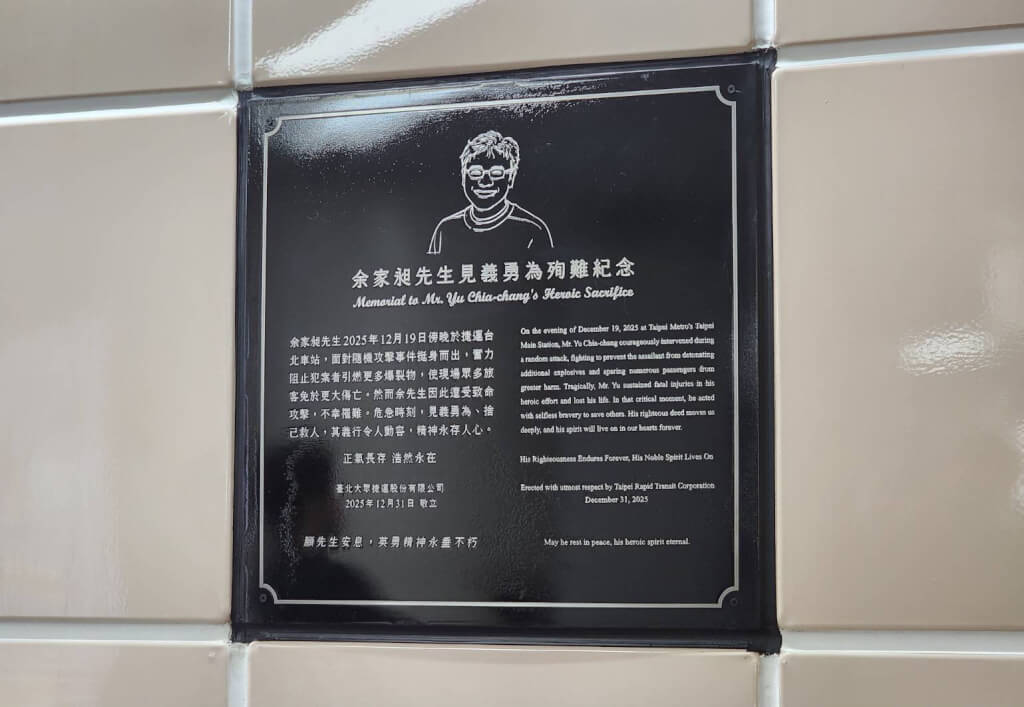 余家昶先生見義勇為殉難紀念
Memorial to Mr. Yu Chia-chang's Heroic Sacrifice
余家昶先生2025年12月19日傍晚於捷運台
北車站，面對隨機攻擊事件挺身而出，奮力
阻止犯案者引燃更多爆裂物，使現場眾多旅
客免於更大傷亡。然而余先生因此遭受致命
攻擊，不幸罹難。危急時刻，見義勇為、捨
己救人，其義行令人動容，精神永存人心。
正氣長存 浩然永在
臺北大眾捷運股份有限公司
2025年12月31日 敬立
願先生安息，英勇精神永垂不朽
On the evening of December 19, 2025 at Taipei Metro's Taipei
Main Station, Mr. Yu Chia-chang courageously intervened during
a random attack, fighting to prevent the assailant from detonating
additional explosives and sparing numerous passengers from
greater harm. Tragically, Mr. Yu sustained fatal injuries in his
heroic effort and lost his life. In that critical moment, he acted
with selfless bravery to save others. His righteous deed moves us
deeply, and his spirit will live on in our hearts forever.
His Righteousness Endures Forever, His Noble Spirit Lives On
Erected with utmost respect by Taipei Rapid Transit Corporation
December 31, 2025
May he rest in peace, his heroic spirit eternal.